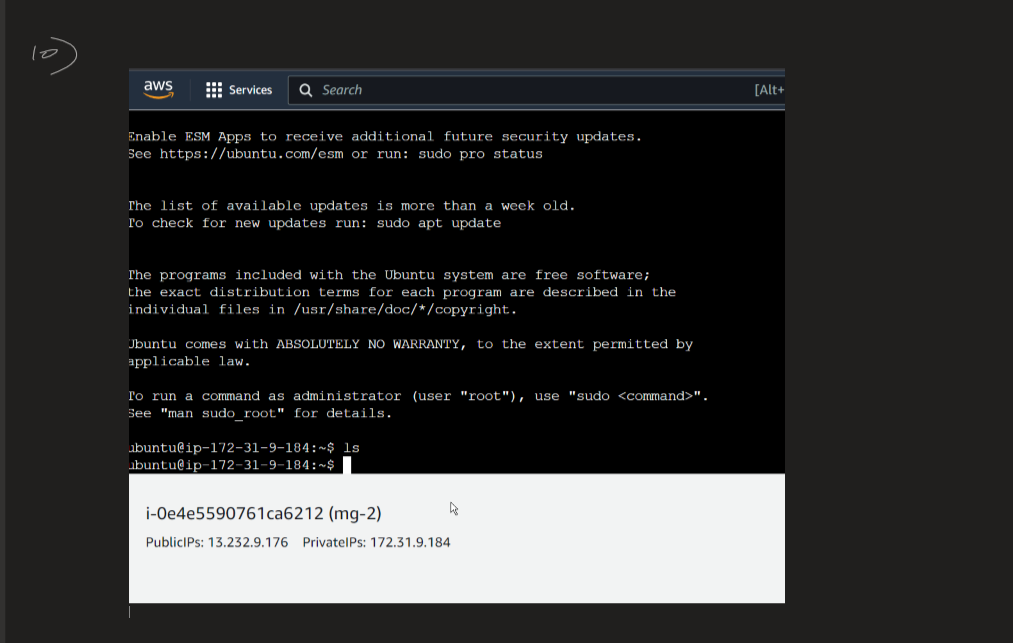 10)
aws Services Search [Alt+
Enable ESM Apps to receive additional future security updates.
See https://ubuntu.com/esm or run: sudo pro status
The list of available updates is more than a week old.
To check for new updates run: sudo apt update
The programs included with the Ubuntu system are free software;
the exact distribution terms for each program are described in the
individual files in /usr/share/doc/*/copyright.
Ubuntu comes with ABSOLUTELY NO WARRANTY, to the extent permitted by
applicable law.
To run a command as administrator (user "root"), use "sudo <command>".
See "man sudo_root" for details.
ubuntu@ip-172-31-9-184:~$ ls
ubuntu@ip-172-31-9-184:~$
i-0e4e5590761ca6212 (mg-2)
PublicIPs: 13.232.9.176 PrivateIPs: 172.31.9.184